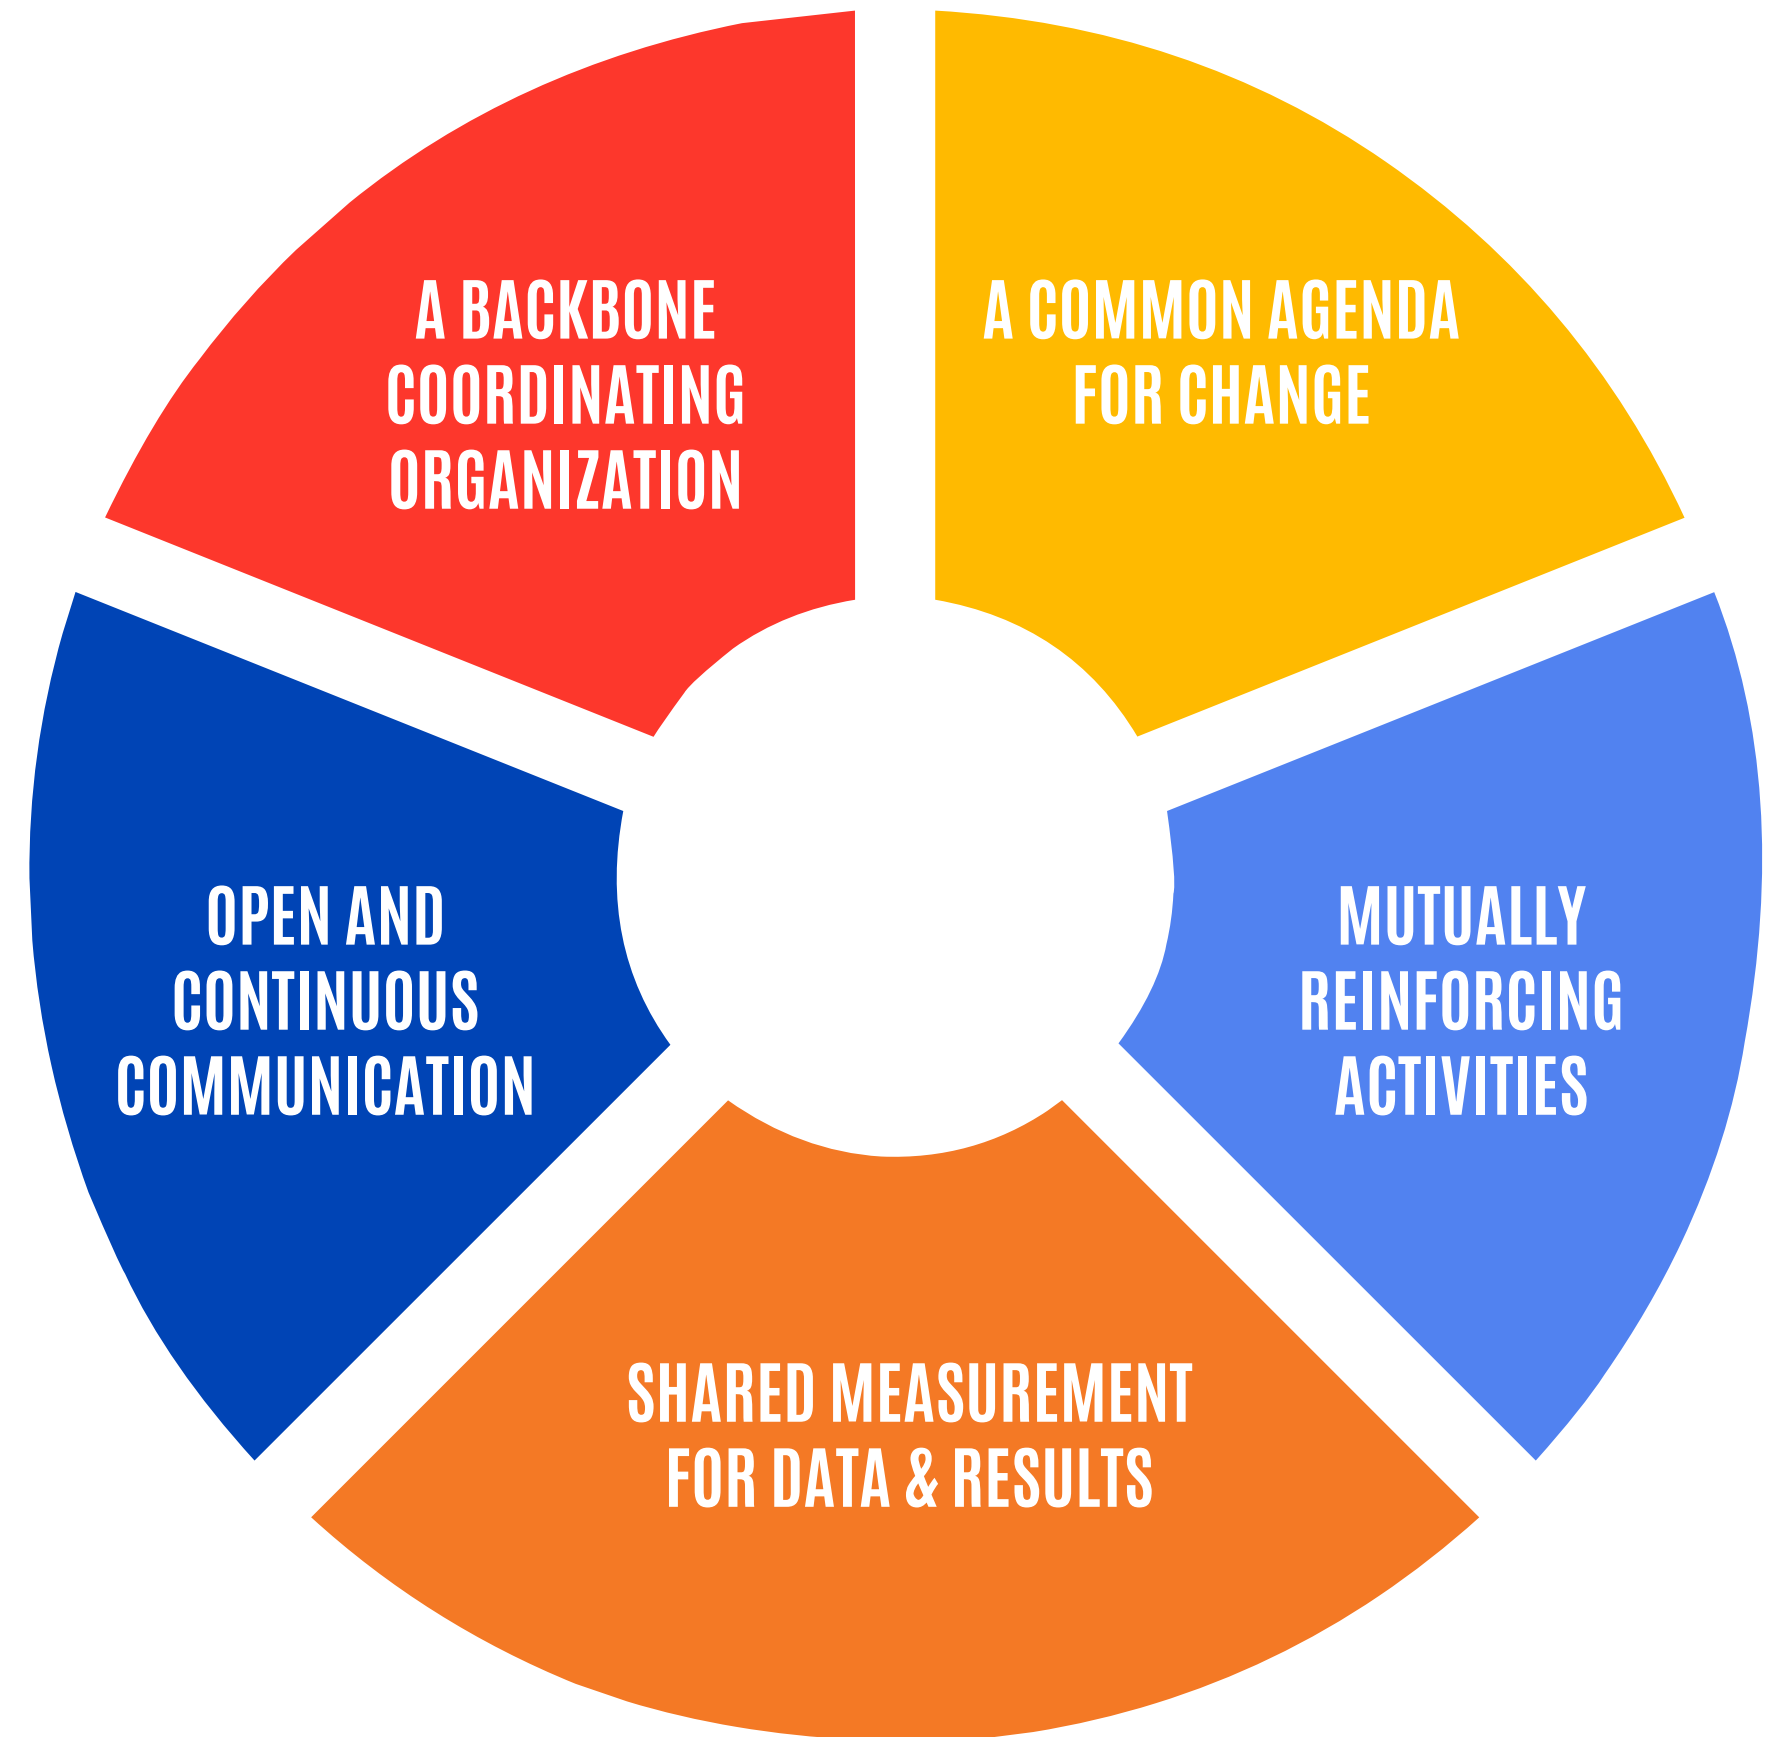 A BACKBONE
COORDINATING
ORGANIZATION
A COMMON AGENDA
FOR CHANGE
OPEN AND
CONTINUOUS
COMMUNICATION
MUTUALLY
REINFORCING
ACTIVITIES
SHARED MEASUREMENT
FOR DATA & RESULTS